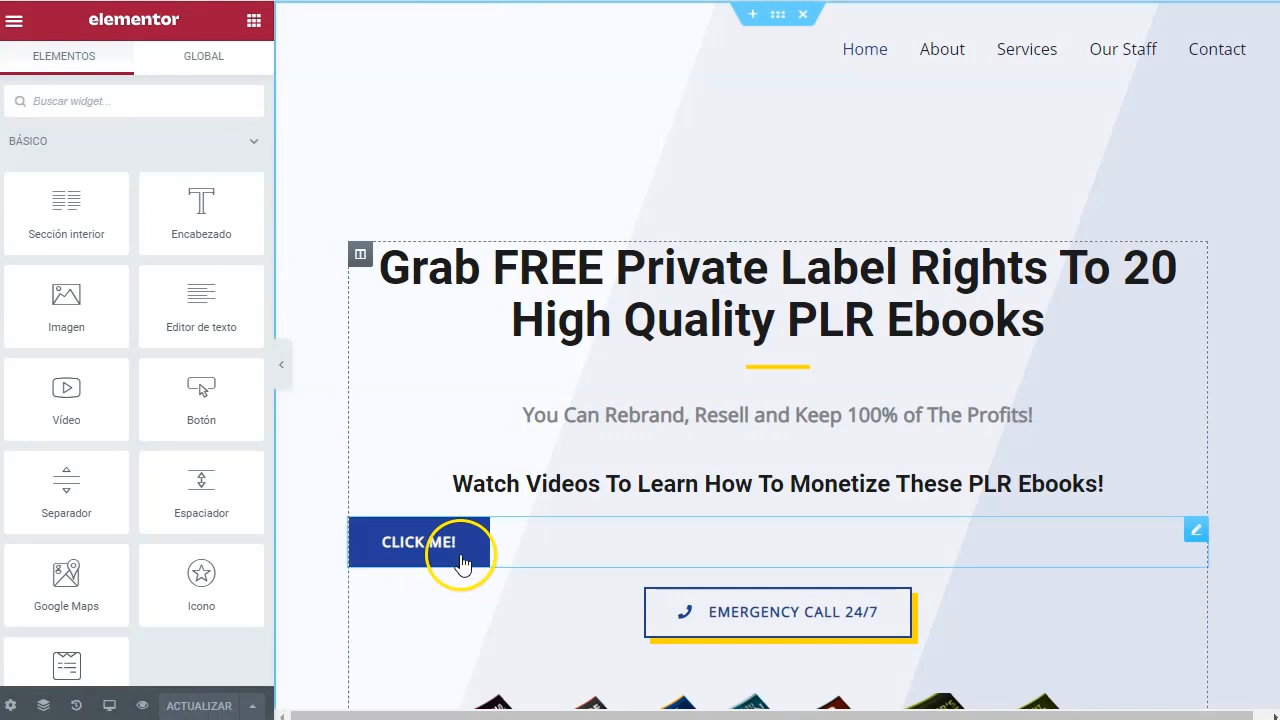 elementor
ELEMENTOS
GLOBAL
Buscar widget...
BÁSICO
Sección interior
Encabezado
Imagen
Editor de texto
Vídeo
Botón
Separador
Espaciador
Google Maps
Icono
ACTUALIZAR
Home About Services Our Staff Contact
Grab FREE Private Label Rights To 20
High Quality PLR Ebooks
You Can Rebrand, Resell and Keep 100% of The Profits!
Watch Videos To Learn How To Monetize These PLR Ebooks!
CLICK ME!
EMERGENCY CALL 24/7